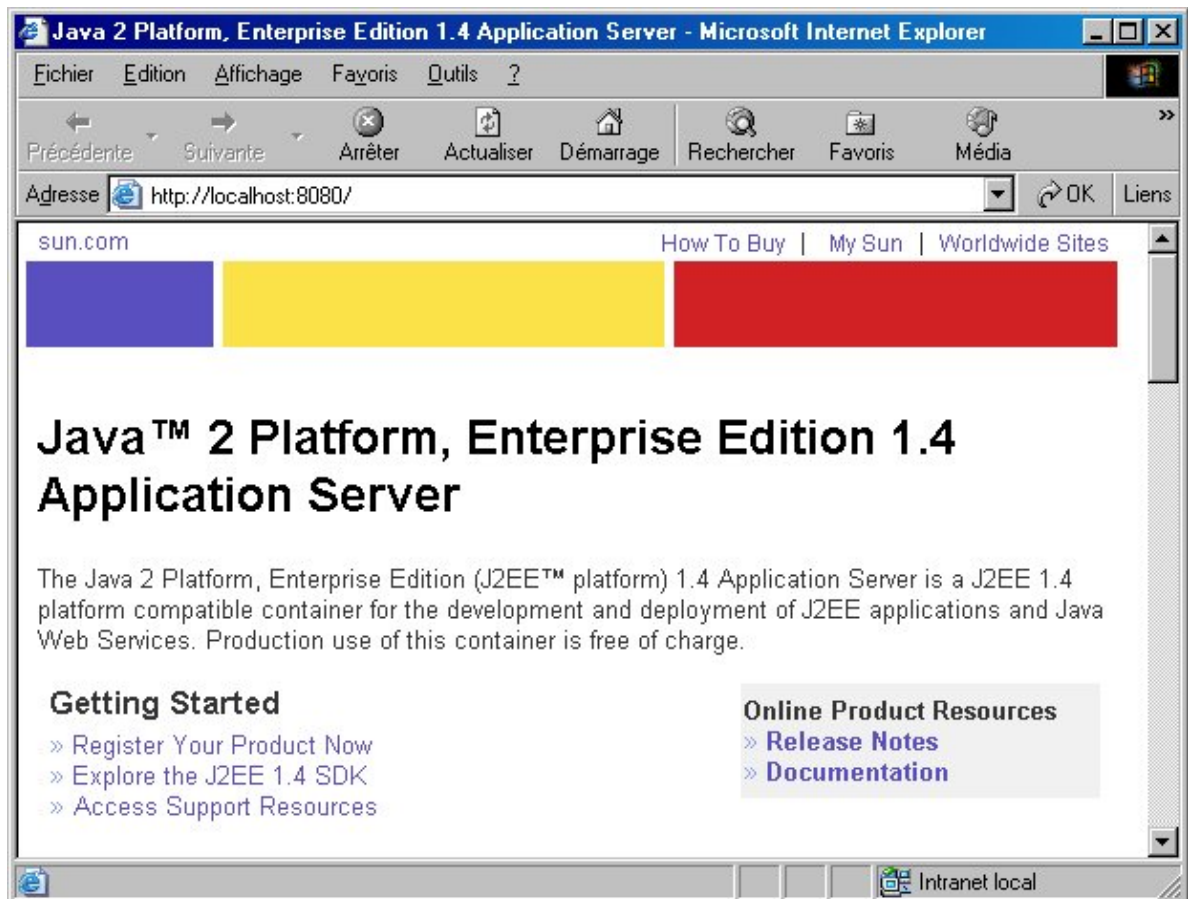 Java 2 Platform, Enterprise Edition 1.4 Application Server - Microsoft Internet Explorer
Fichier Edition Affichage Favoris Outils ?
Précédente Suivante Arrêter Actualiser Démarrage Rechercher Favoris Média »
Adresse http://localhost:8080/ OK Liens
sun.com How To Buy | My Sun | Worldwide Sites
Java™ 2 Platform, Enterprise Edition 1.4
Application Server
The Java 2 Platform, Enterprise Edition (J2EE™ platform) 1.4 Application Server is a J2EE 1.4
platform compatible container for the development and deployment of J2EE applications and Java
Web Services. Production use of this container is free of charge.
Getting Started
» Register Your Product Now
» Explore the J2EE 1.4 SDK
» Access Support Resources
Online Product Resources
» Release Notes
» Documentation
Intranet local